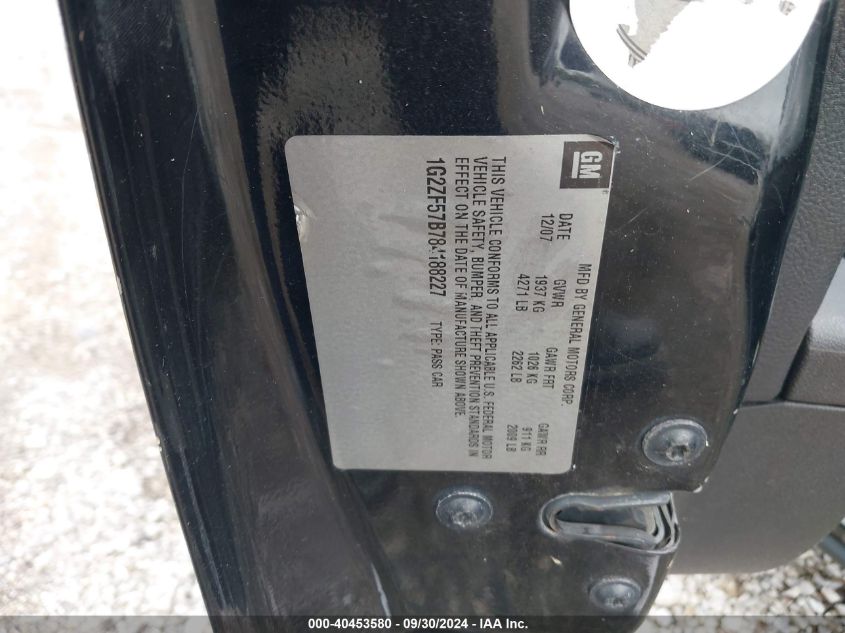 GM
MFD BY GENERAL MOTORS CORP
DATE GVWR GAWR FRT GAWR RR
12/07 1937 KG 1026 KG 911 KG
4271 LB 2262 LB 2009 LB
THIS VEHICLE CONFORMS TO ALL APPLICABLE U.S. FEDERAL MOTOR
VEHICLE SAFETY, BUMPER, AND THEFT PREVENTION STANDARDS IN
EFFECT ON THE DATE OF MANUFACTURE SHOWN ABOVE.
1G2ZF57B784188227 TYPE: PASS CAR
000-40453580 - 09/30/2024 - IAA Inc.